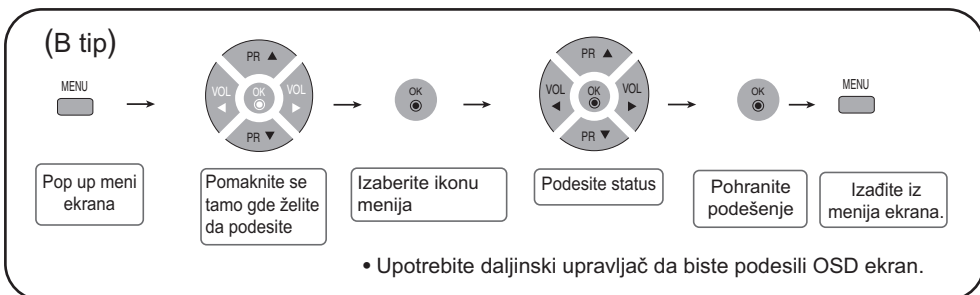 (B tip)
MENU
PR ▲
VOL ◀
OK
VOL ▶
PR ▼
OK
PR ▲
VOL ◀
OK
VOL ▶
PR ▼
OK
MENU
Pop up meni
ekrana
Pomaknite se
tamo gde želite
da podesite
Izaberite ikonu
menija
Podesite status
Pohranite
podešenje
Izađite iz
menija ekrana.
• Upotrebite daljinski upravljač da biste podesili OSD ekran.